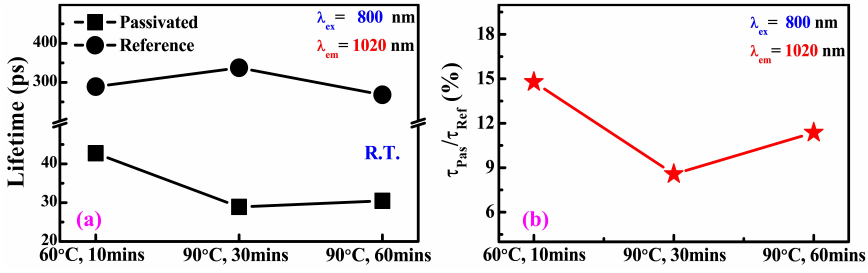 Passivated
Reference
λex= 800 nm
λem= 1020 nm
Lifetime (ps)
400
300
40
30
20
R.T.
(a)
60°C, 10mins
90°C, 30mins
90°C, 60mins
λex= 800 nm
λem= 1020 nm
τPas/τRef (%)
18
15
12
9
6
(b)
60°C, 10mins
90°C, 30mins
90°C, 60mins